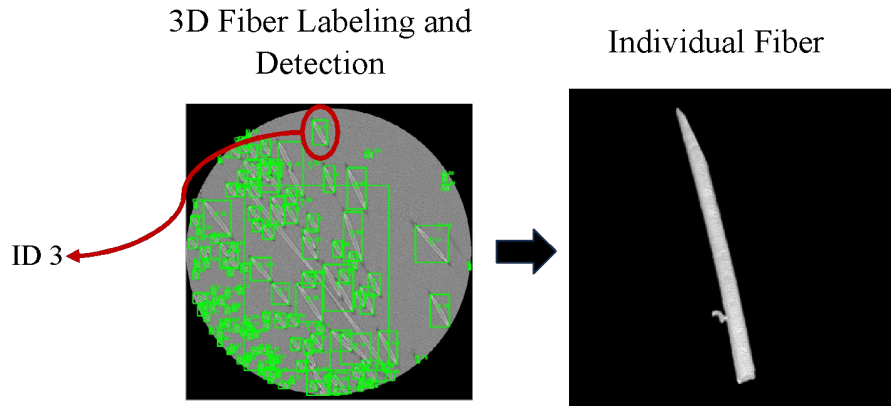 3D Fiber Labeling and
Detection
Individual Fiber
ID 3